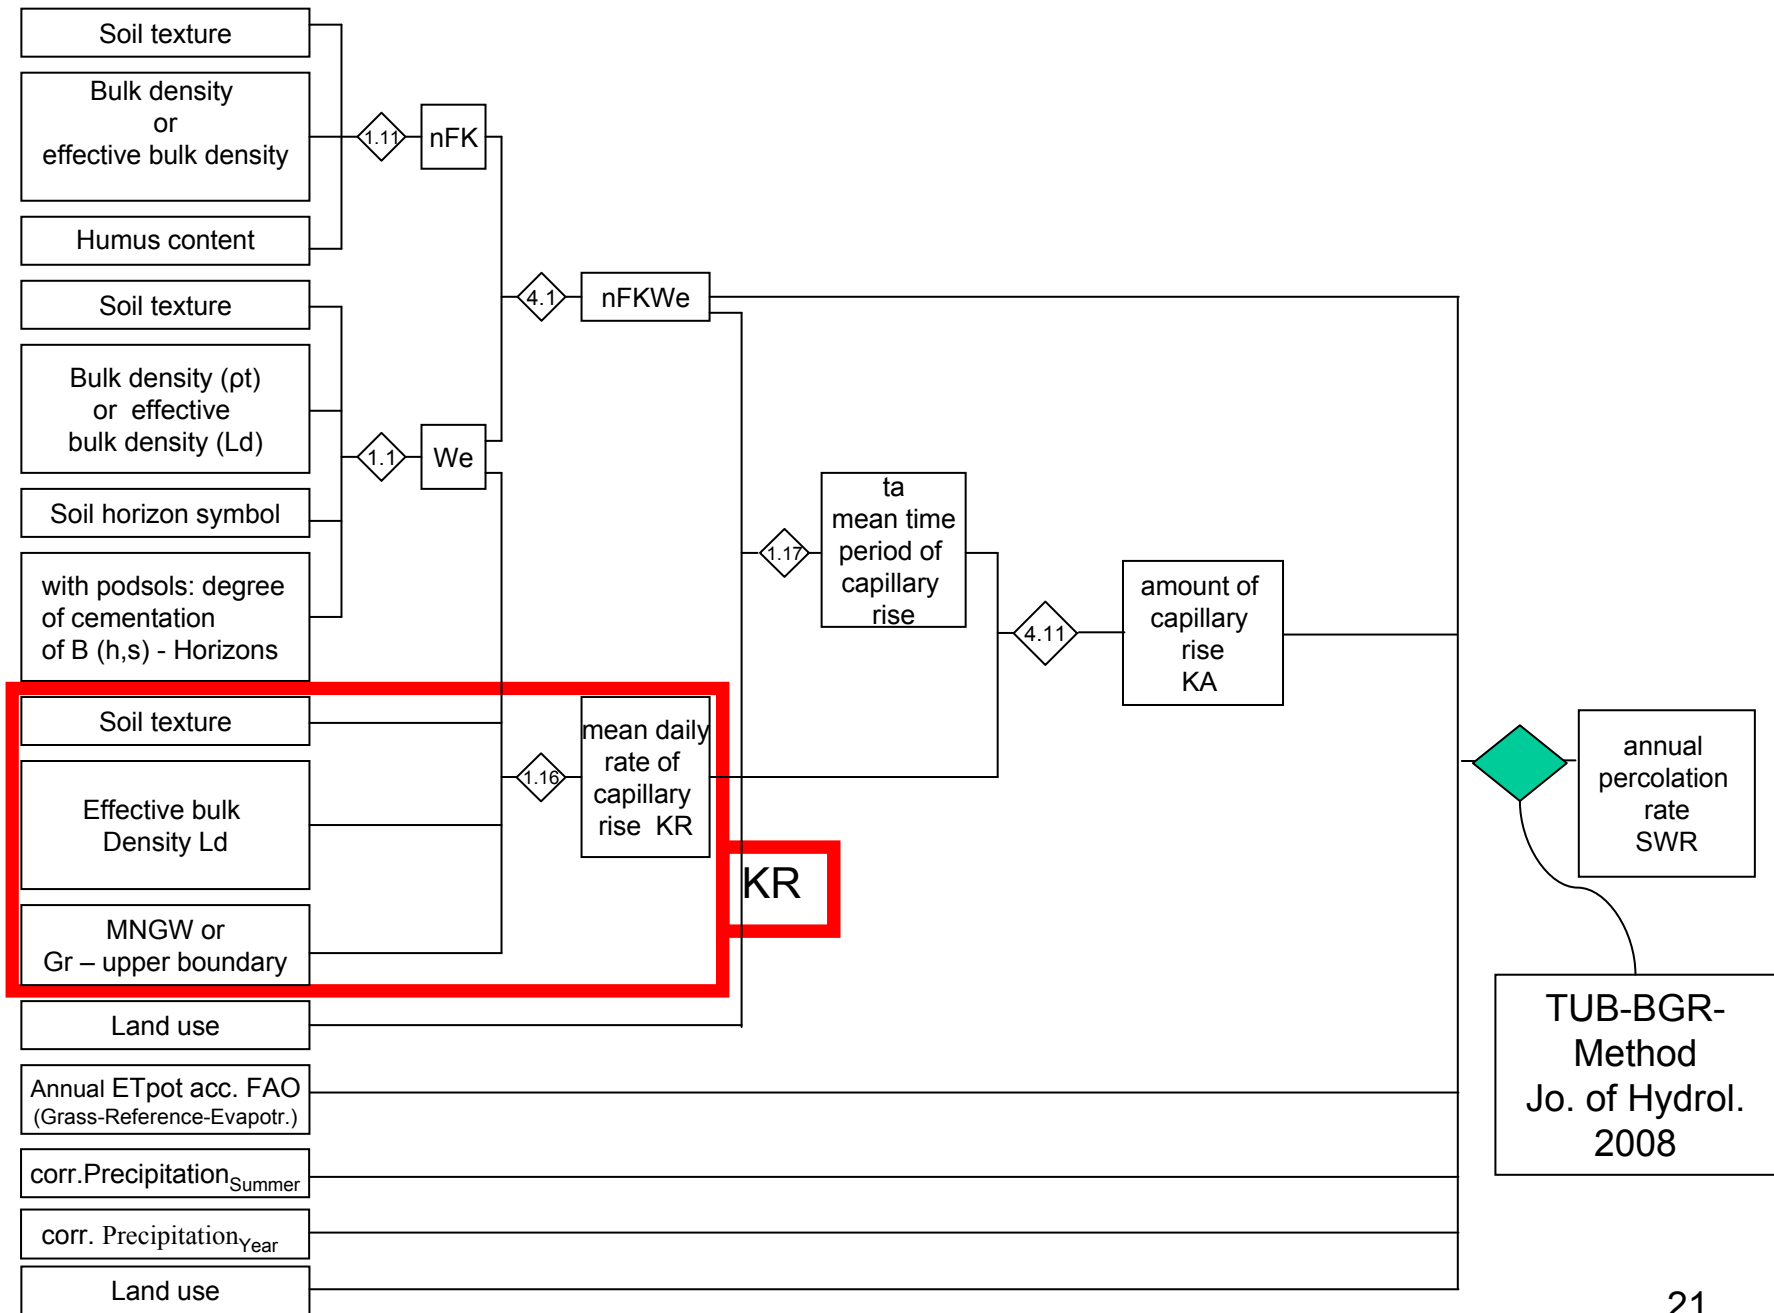 Soil texture
Bulk density
or
effective bulk density
1.11
nFK
Humus content
Soil texture
4.1
nFKWe
Bulk density (ρt)
or effective
bulk density (Ld)
1.1
We
Soil horizon symbol
with podsols: degree
of cementation
of B (h,s) - Horizons
1.17
ta
mean time
period of
capillary
rise
4.11
amount of
capillary
rise
KA
Soil texture
Effective bulk
Density Ld
MNGW or
Gr – upper boundary
1.16
mean daily
rate of
capillary
rise KR
KR
annual
percolation
rate
SWR
Land use
Annual ETpot acc. FAO
(Grass-Reference-Evapotr.)
corr.Precipitation Summer
corr. Precipitation Year
Land use
TUB-BGR-
Method
Jo. of Hydrol.
2008
21